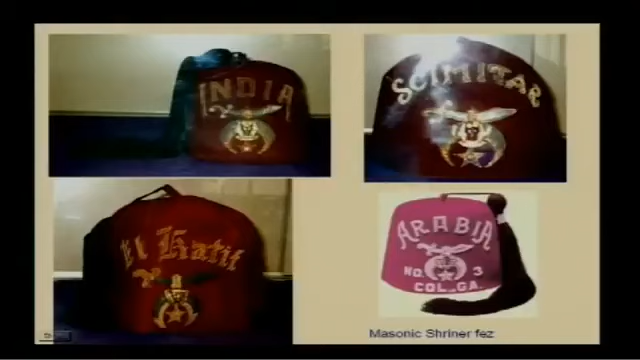 INDIA
SCIMITAR
El Katif
ARABIA
NO. 3
COL. GA.
Masonic Shriner fez